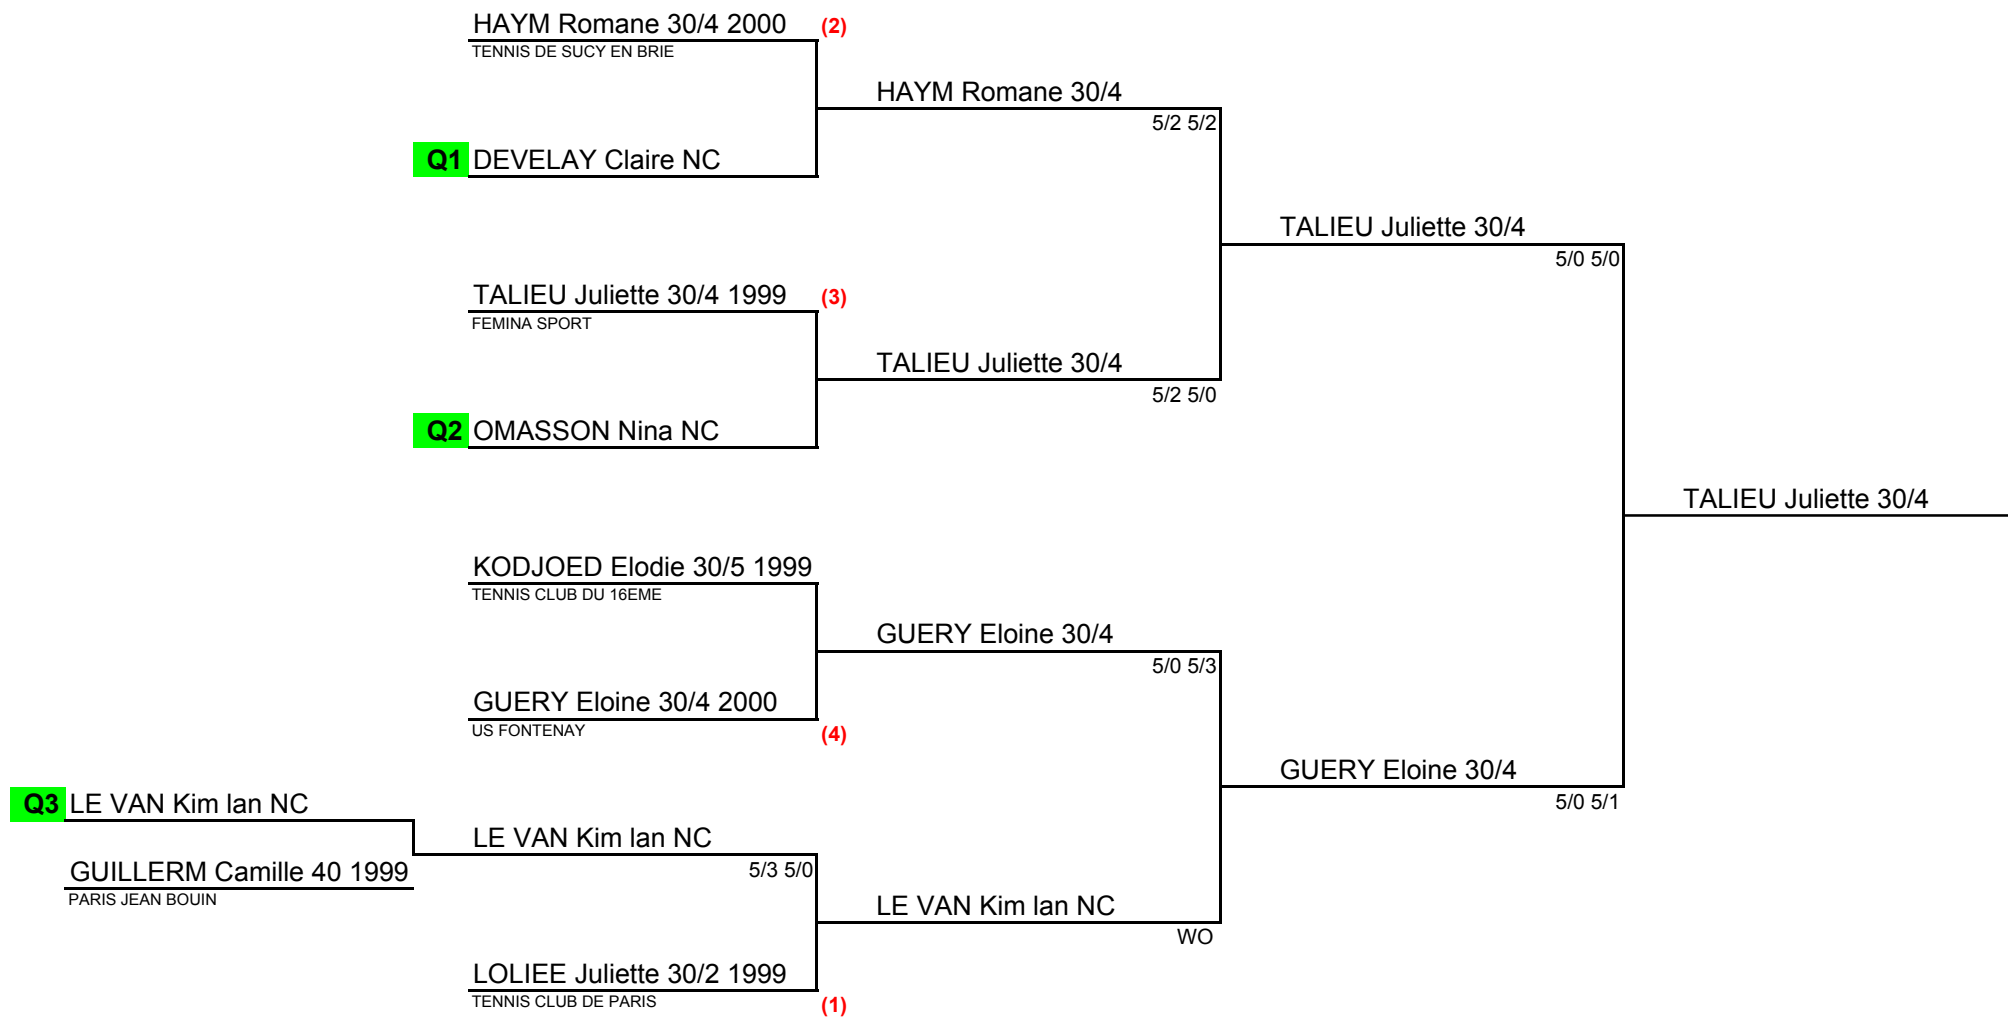 HAYM Romane 30/4 2000 (2)
TENNIS DE SUCY EN BRIE
HAYM Romane 30/4
5/2 5/2
Q1 DEVELAY Claire NC
TALIEU Juliette 30/4
5/0 5/0
TALIEU Juliette 30/4 1999 (3)
FEMINA SPORT
TALIEU Juliette 30/4
5/2 5/0
Q2 OMASSON Nina NC
TALIEU Juliette 30/4
KODJOED Elodie 30/5 1999
TENNIS CLUB DU 16EME
GUERY Eloine 30/4
5/0 5/3
GUERY Eloine 30/4 2000
US FONTENAY (4)
GUERY Eloine 30/4
5/0 5/1
Q3 LE VAN Kim lan NC
LE VAN Kim lan NC
5/3 5/0
GUILLERM Camille 40 1999
PARIS JEAN BOUIN
LE VAN Kim lan NC
WO
LOLIEE Juliette 30/2 1999
TENNIS CLUB DE PARIS (1)